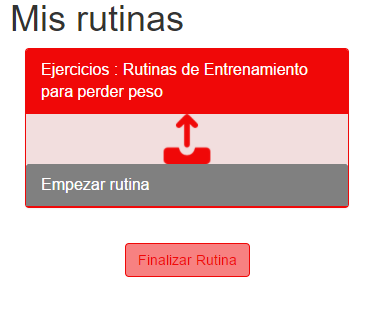 Mis rutinas
Ejercicios : Rutinas de Entrenamiento
para perder peso
Empezar rutina
Finalizar Rutina